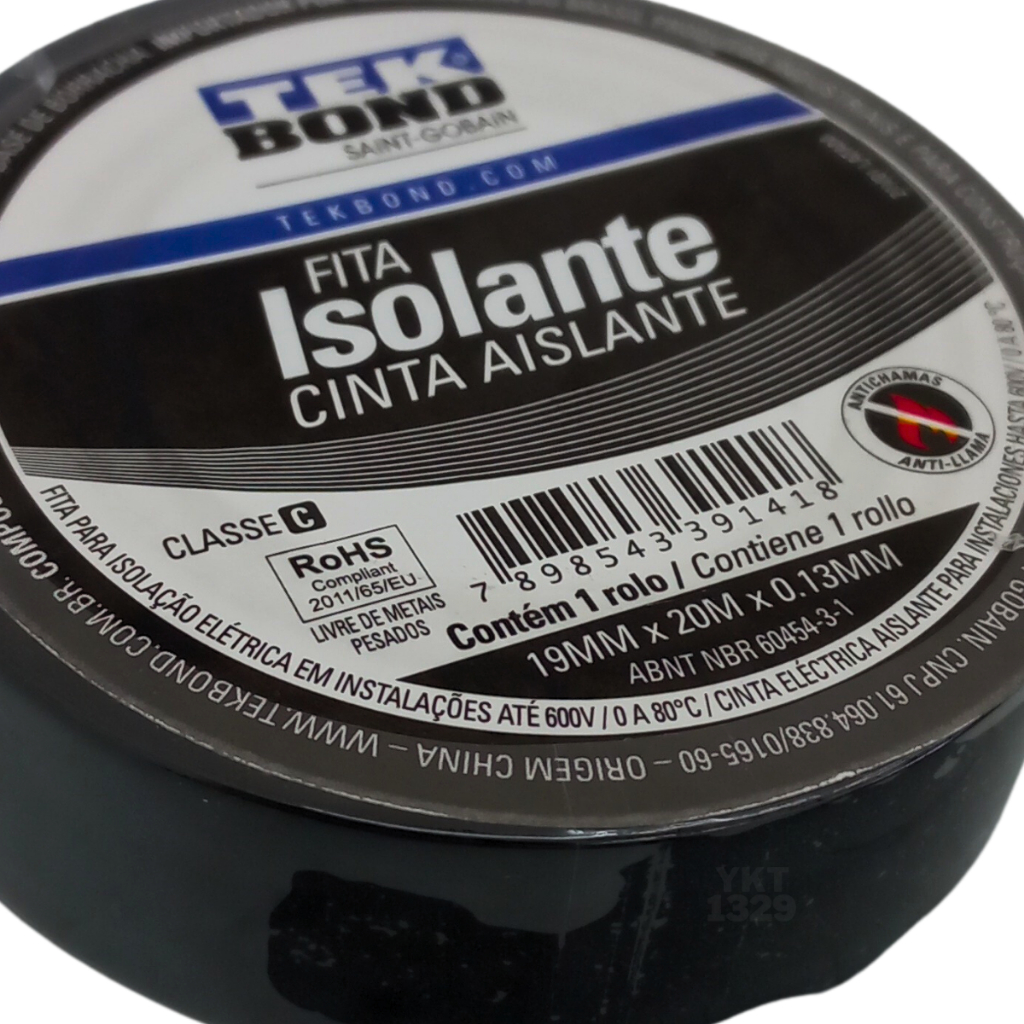 TEK
BOND
SAINT-GOBAIN
TEKBOND.COM
FITA
Isolante
CINTA AISLANTE
ANTICHAMAS
ANTI-LLAMA
CLASSE C
RoHS
Compliant
2011/65/EU
LIVRE DE METAIS
PESADOS
7 898543 391418
Contém 1 rolo / Contiene 1 rollo
19MM x 20M x 0.13MM
ABNT NBR 60454-3-1
FITA PARA ISOLAÇÃO ELÉTRICA EM INSTALAÇÕES ATÉ 600V / 0 A 80°C / CINTA ELÉCTRICA AISLANTE PARA INSTALACIONES HASTA 600V / 0 A 80°C
GOBAIN. CNPJ 61.064.838/0165-60 – ORIGEM CHINA – WWW.TEKBOND.COM.BR.
YKT
1329